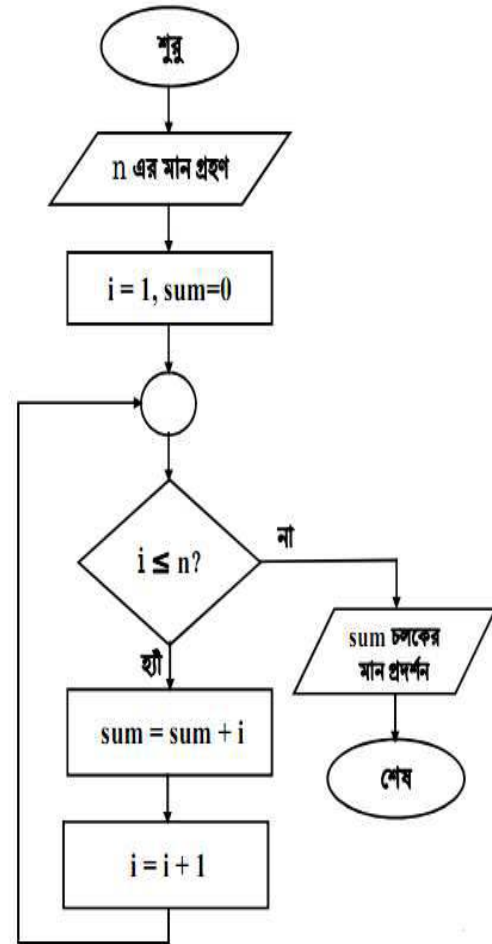 শুরু
n এর মান গ্রহণ
i = 1, sum=0
i ≤ n?
না
হ্যাঁ
sum চলকের
মান প্রদর্শন
sum = sum + i
শেষ
i = i + 1